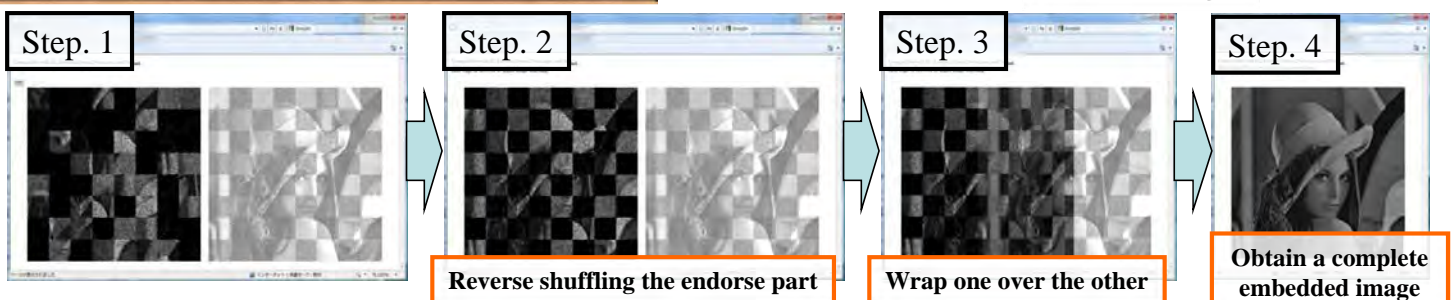 Step. 1
Step. 2
Step. 3
Step. 4
Reverse shuffling the endorse part
Wrap one over the other
Obtain a complete
embedded image